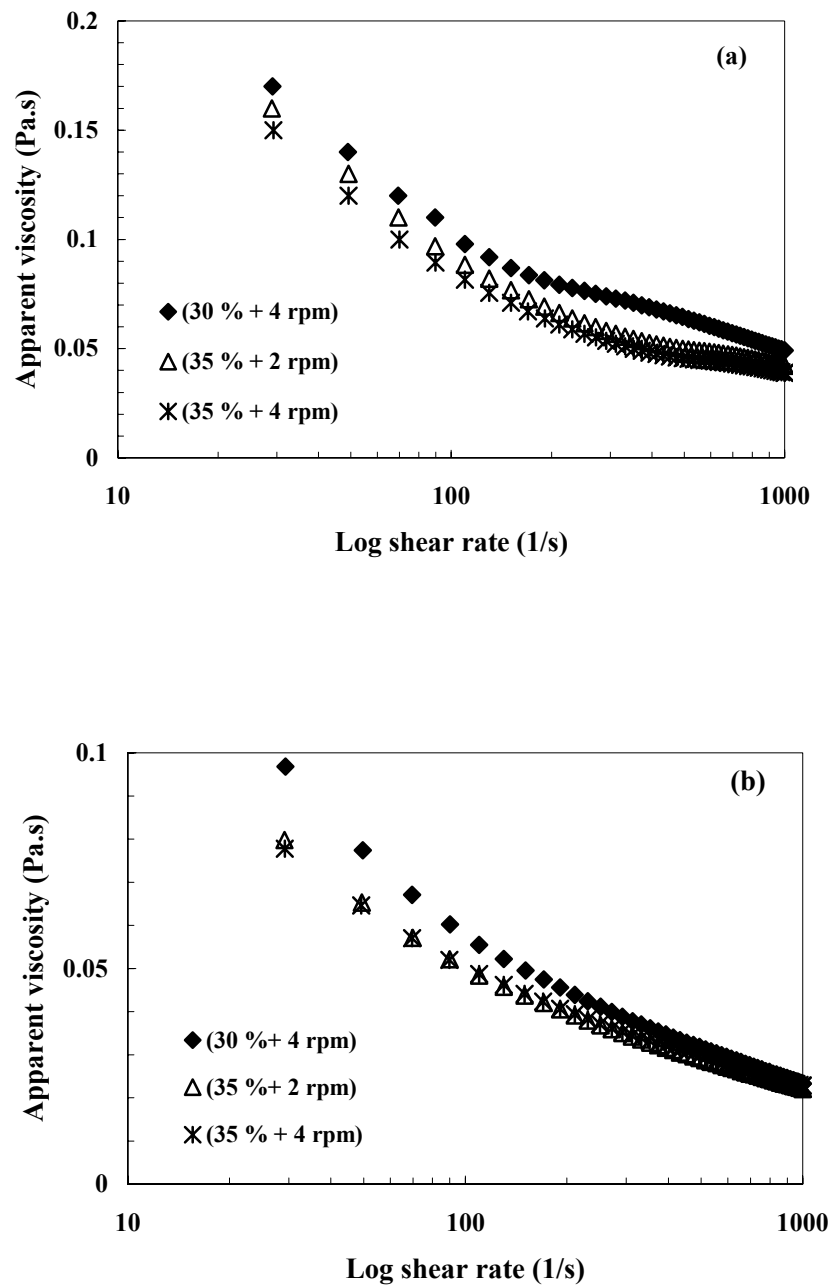 0.2
(a)
0.15
0.1
0.05
0
Apparent viscosity (Pa.s)
(30 % + 4 rpm)
(35 % + 2 rpm)
(35 % + 4 rpm)
10
100
1000
Log shear rate (1/s)
0.1
(b)
0.05
0
Apparent viscosity (Pa.s)
(30 %+ 4 rpm)
(35 %+ 2 rpm)
(35 % + 4 rpm)
10
100
1000
Log shear rate (1/s)